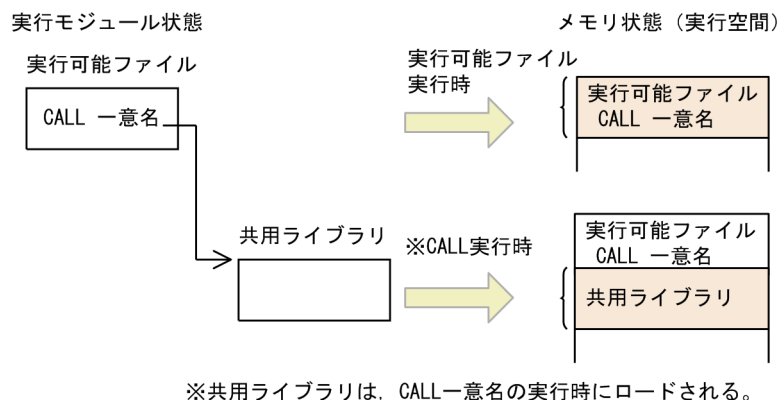 実行モジュール状態
メモリ状態（実行空間）
実行可能ファイル
CALL 一意名
実行可能ファイル
実行時
実行可能ファイル
CALL 一意名
共用ライブラリ
※CALL実行時
実行可能ファイル
CALL 一意名
共用ライブラリ
※共用ライブラリは，CALL一意名の実行時にロードされる。